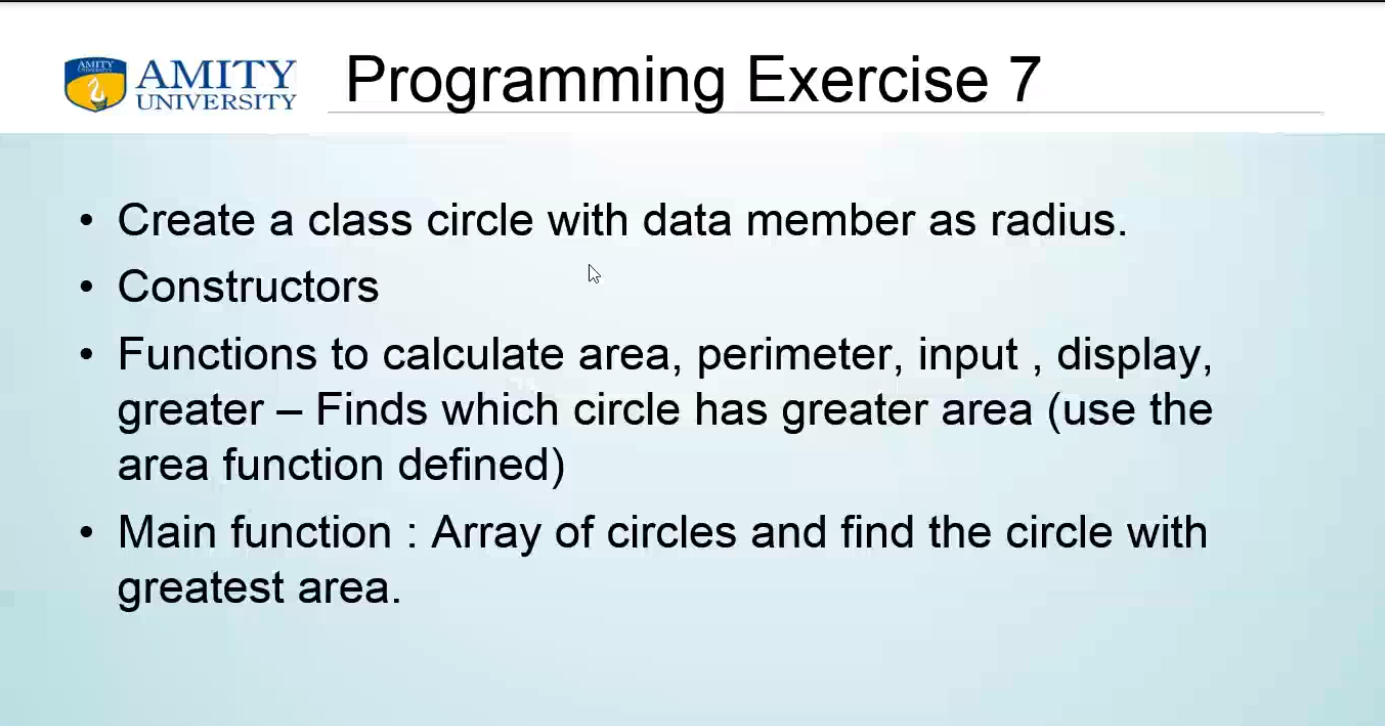 AMITY
UNIVERSITY
AMITY
UNIVERSITY
Programming Exercise 7
• Create a class circle with data member as radius.
• Constructors
• Functions to calculate area, perimeter, input , display,
greater – Finds which circle has greater area (use the
area function defined)
• Main function : Array of circles and find the circle with
greatest area.